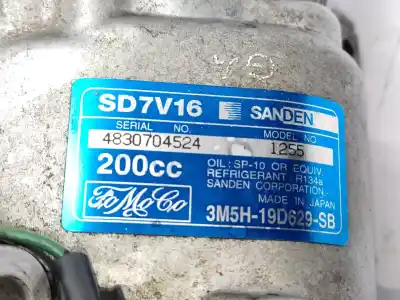 SD7V16 SANDEN
SERIAL NO. MODEL NO.
4830704524 1255
200cc
OIL: SP-10 OR EQUIV.
REFRIGERANT R134a
SANDEN CORPORATION
MADE IN JAPAN
FoMoCo 3M5H-19D629-SB